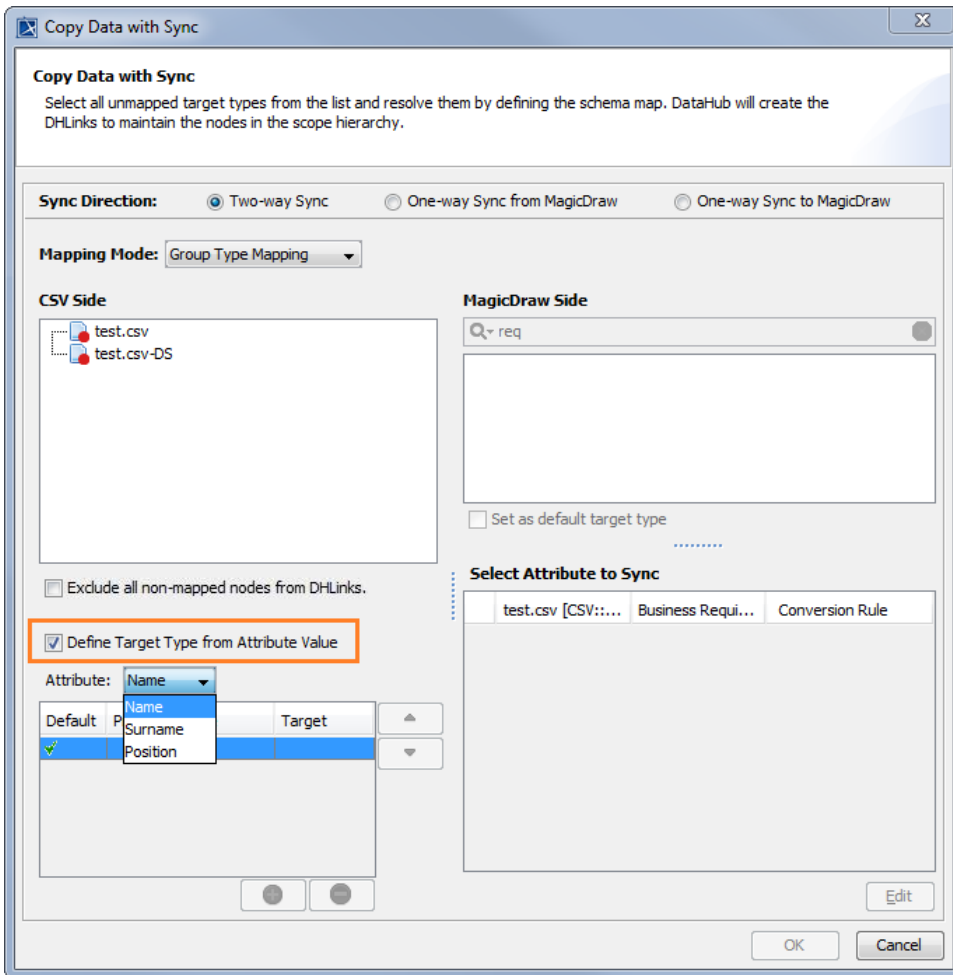 Copy Data with Sync
Copy Data with Sync
Select all unmapped target types from the list and resolve them by defining the schema map. DataHub will create the
DHLinks to maintain the nodes in the scope hierarchy.
Sync Direction: Two-way Sync One-way Sync from MagicDraw One-way Sync to MagicDraw
Mapping Mode: Group Type Mapping
CSV Side
test.csv
test.csv-DS
Exclude all non-mapped nodes from DHLinks.
Define Target Type from Attribute Value
Attribute: Name
Name
Surname
Position
Default P Target
MagicDraw Side
req
Set as default target type
Select Attribute to Sync
test.csv [CSV::... Business Requi... Conversion Rule
Edit
OK Cancel